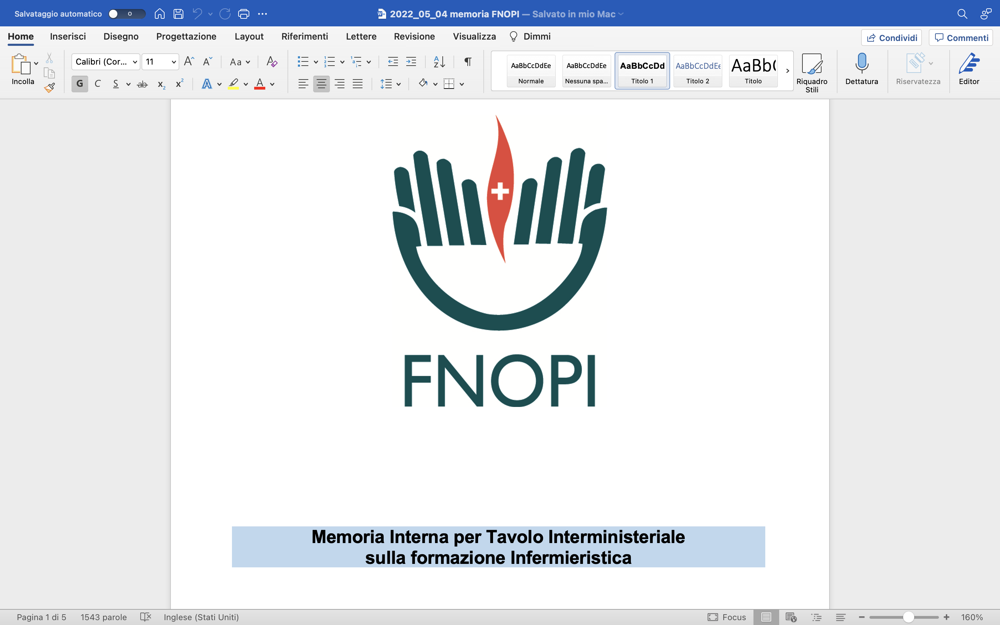 Salvataggio automatico
2022_05_04 memoria FNOPI — Salvato in mio Mac
Home Inserisci Disegno Progettazione Layout Riferimenti Lettere Revisione Visualizza Dimmi
Condividi Commenti
Incolla
Calibri (Cor... 11
G C S ab x₂ x²
AaBbCcDdEe AaBbCcDdEe AaBbCcDd AaBbCcDdEe AaBb(
Normale Nessuna spa... Titolo 1 Titolo 2 Titolo
Riquadro
Stili
Dettatura
Riservatezza
Editor
FNOPI
Memoria Interna per Tavolo Interministeriale
sulla formazione Infermieristica
Pagina 1 di 5 1543 parole Inglese (Stati Uniti) Focus 160%